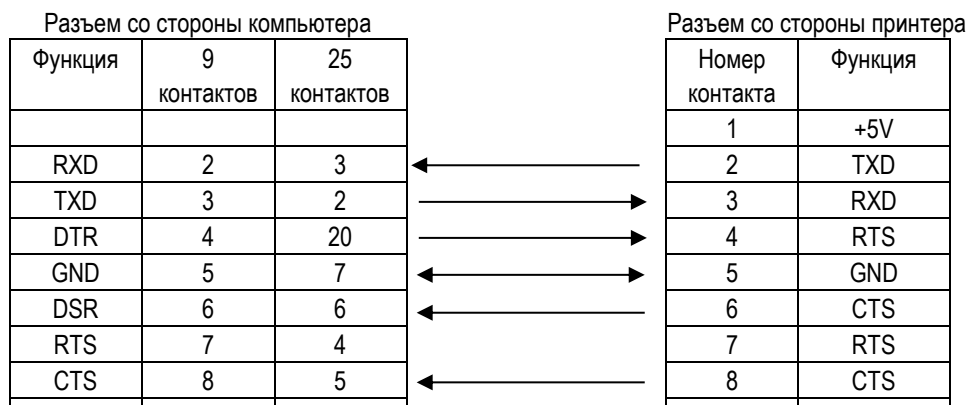 Разъем со стороны компьютера Разъем со стороны принтера
Функция 9 контактов 25 контактов Номер контакта Функция
1 +5V
RXD 2 3 2 TXD
TXD 3 2 3 RXD
DTR 4 20 4 RTS
GND 5 7 5 GND
DSR 6 6 6 CTS
RTS 7 4 7 RTS
CTS 8 5 8 CTS